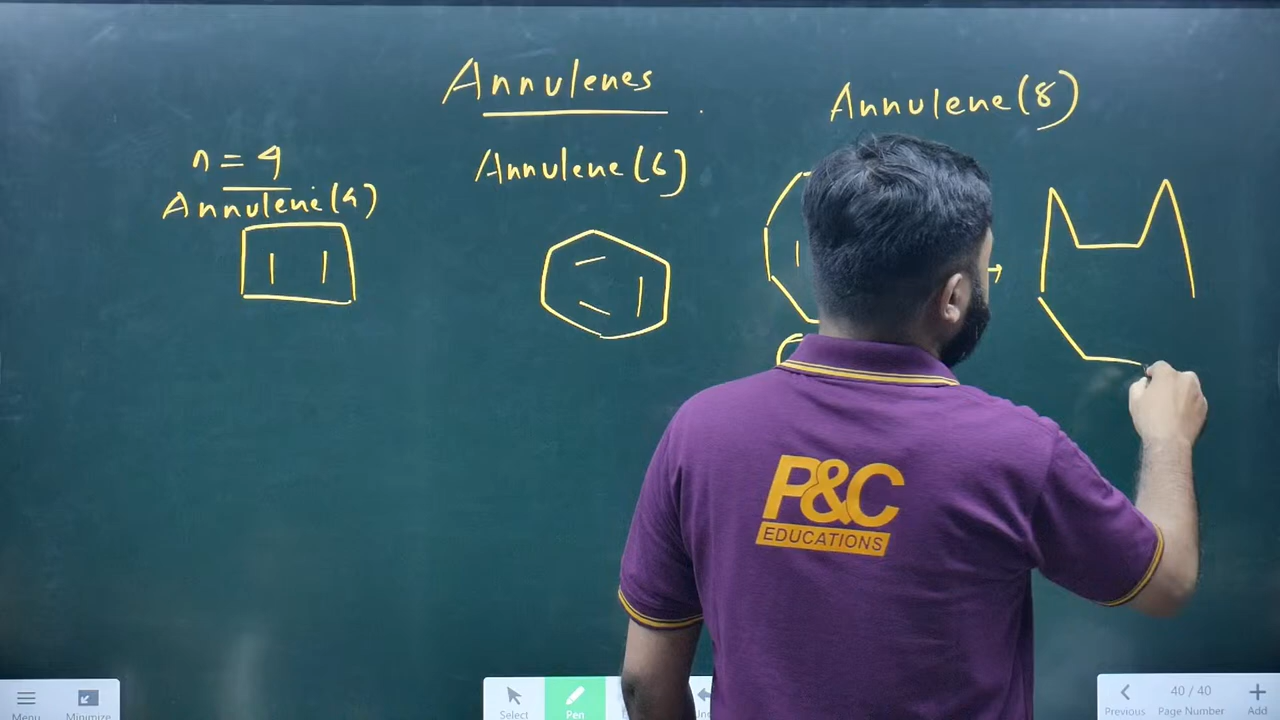 Annulenes
Annulene(8)
n = 4
Annulene(4)
Annulene(6)
P&C
EDUCATIONS
Menu
Minimize
Select
Pen
Previous
40 / 40
Page Number
Add